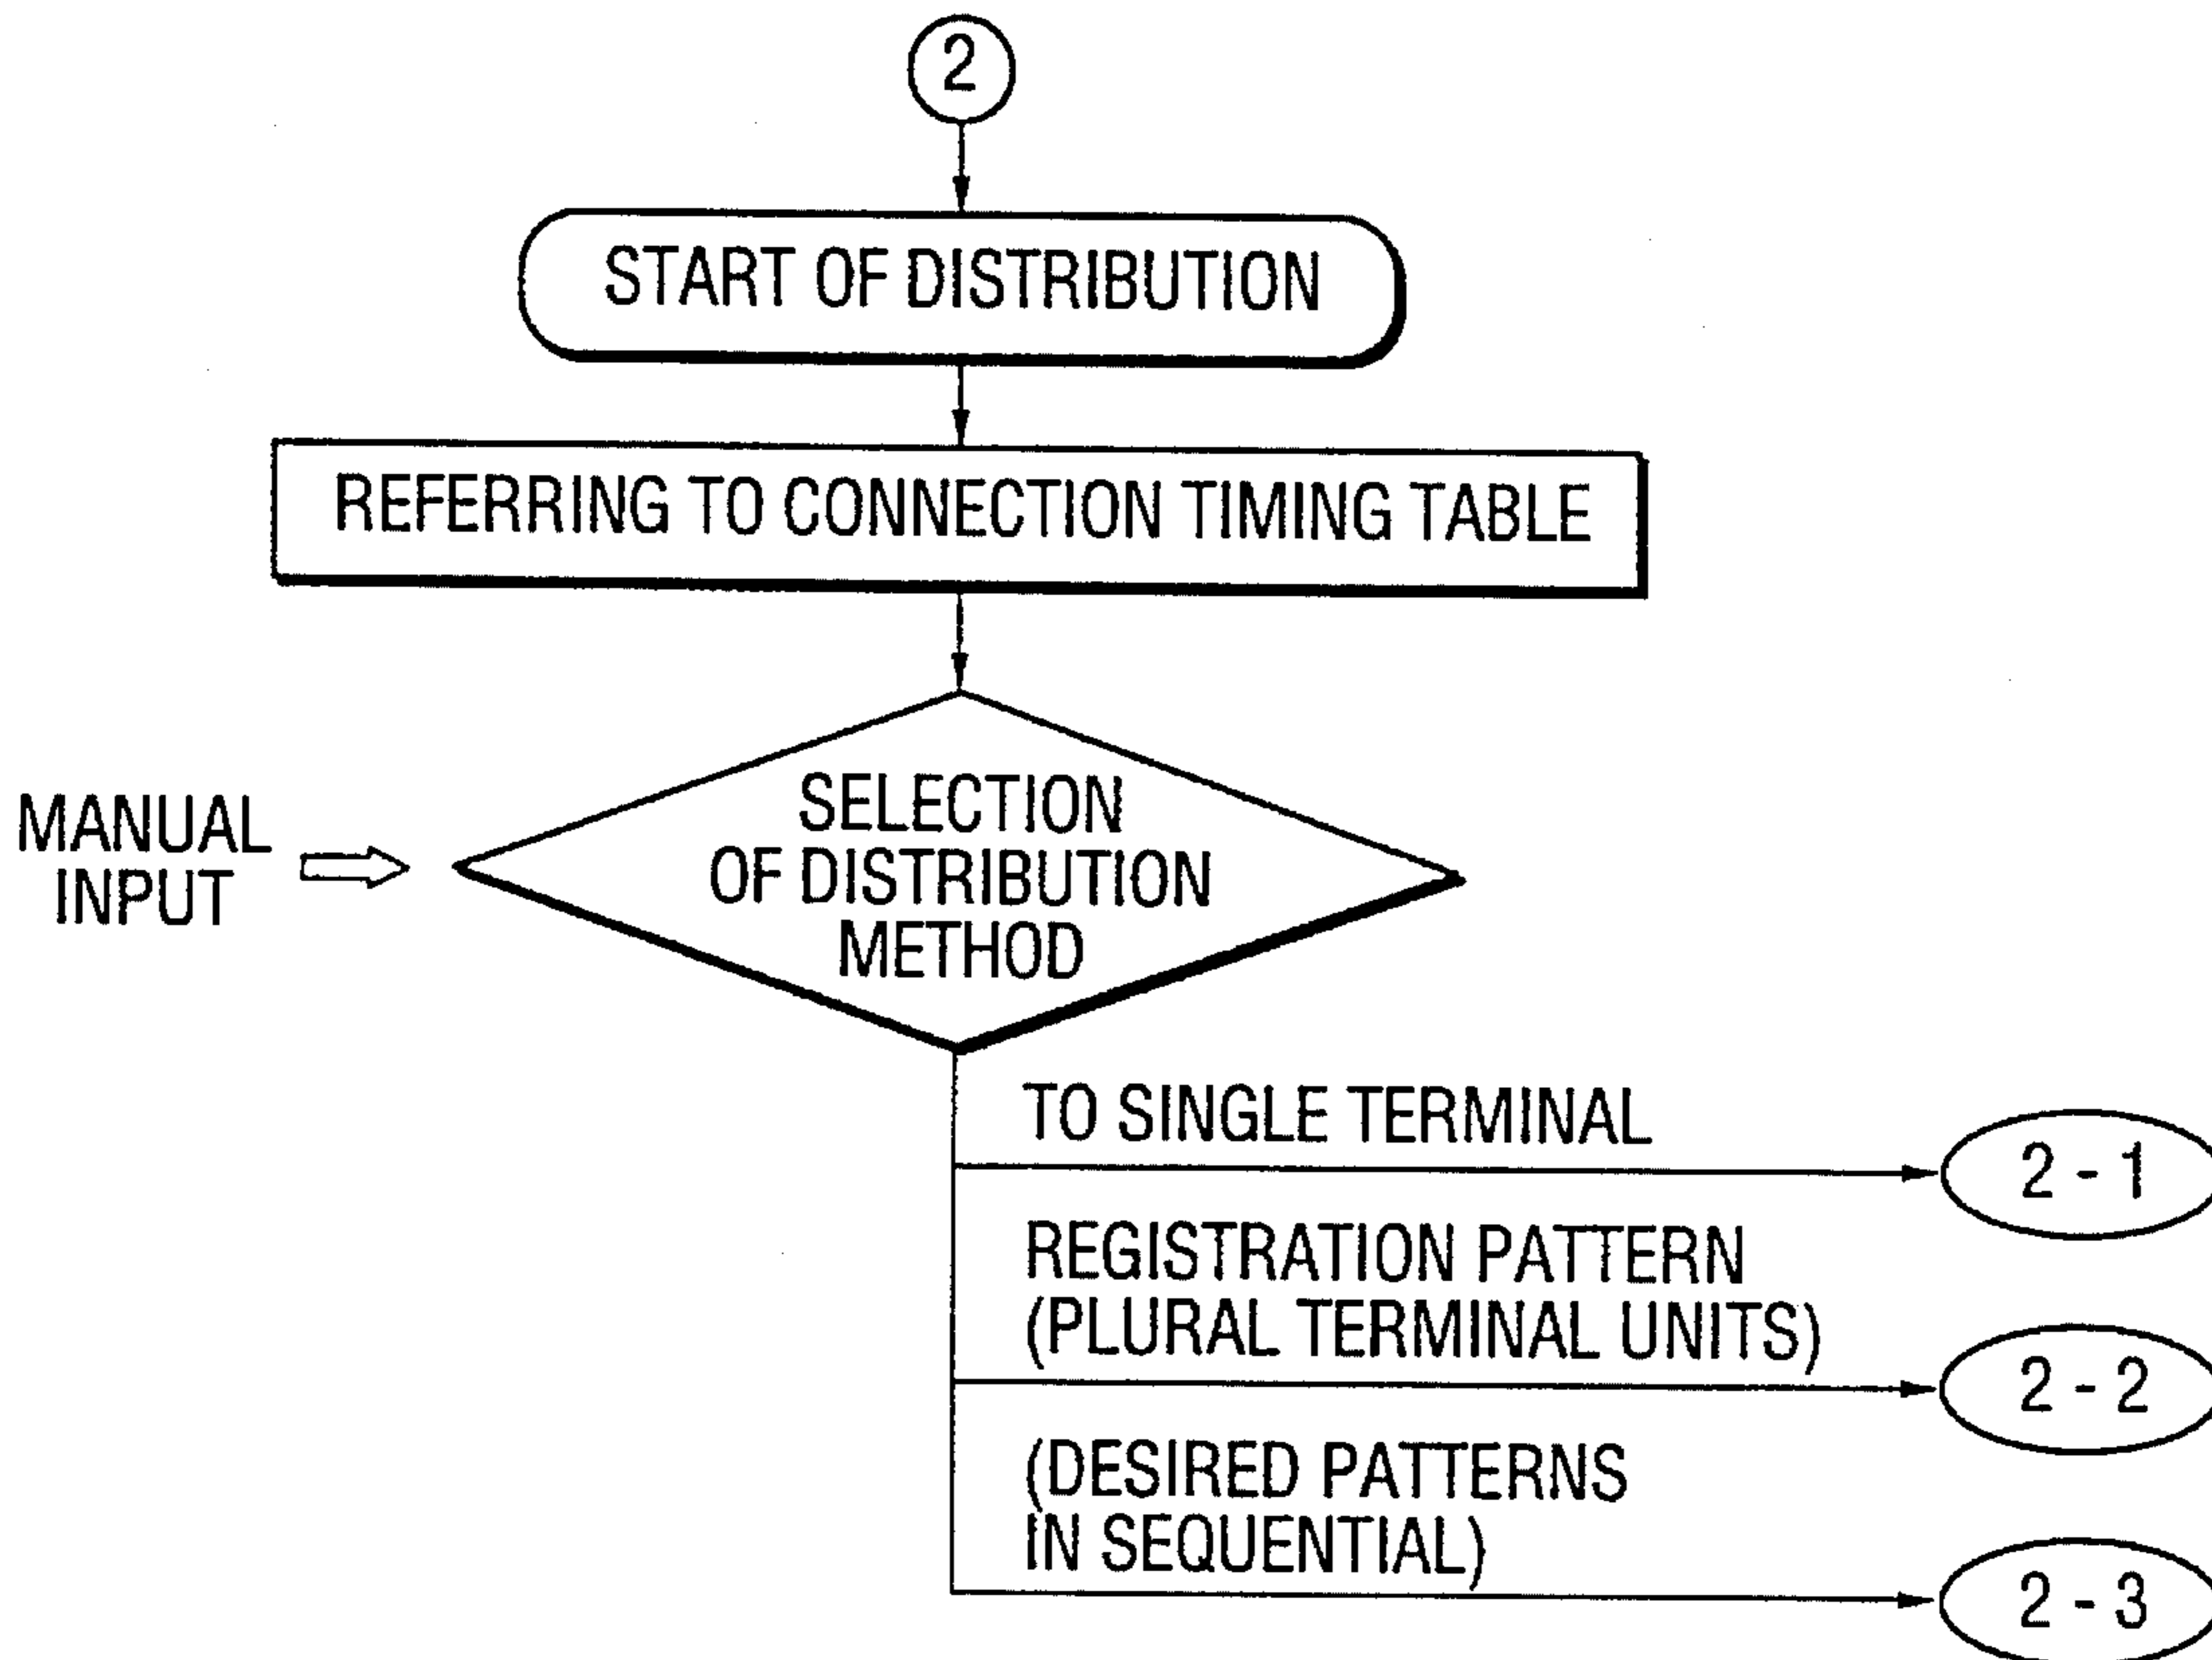 2
START OF DISTRIBUTION
REFERRING TO CONNECTION TIMING TABLE
MANUAL
INPUT
SELECTION
OF DISTRIBUTION
METHOD
TO SINGLE TERMINAL
2 - 1
REGISTRATION PATTERN
(PLURAL TERMINAL UNITS)
2 - 2
(DESIRED PATTERNS
IN SEQUENTIAL)
2 - 3